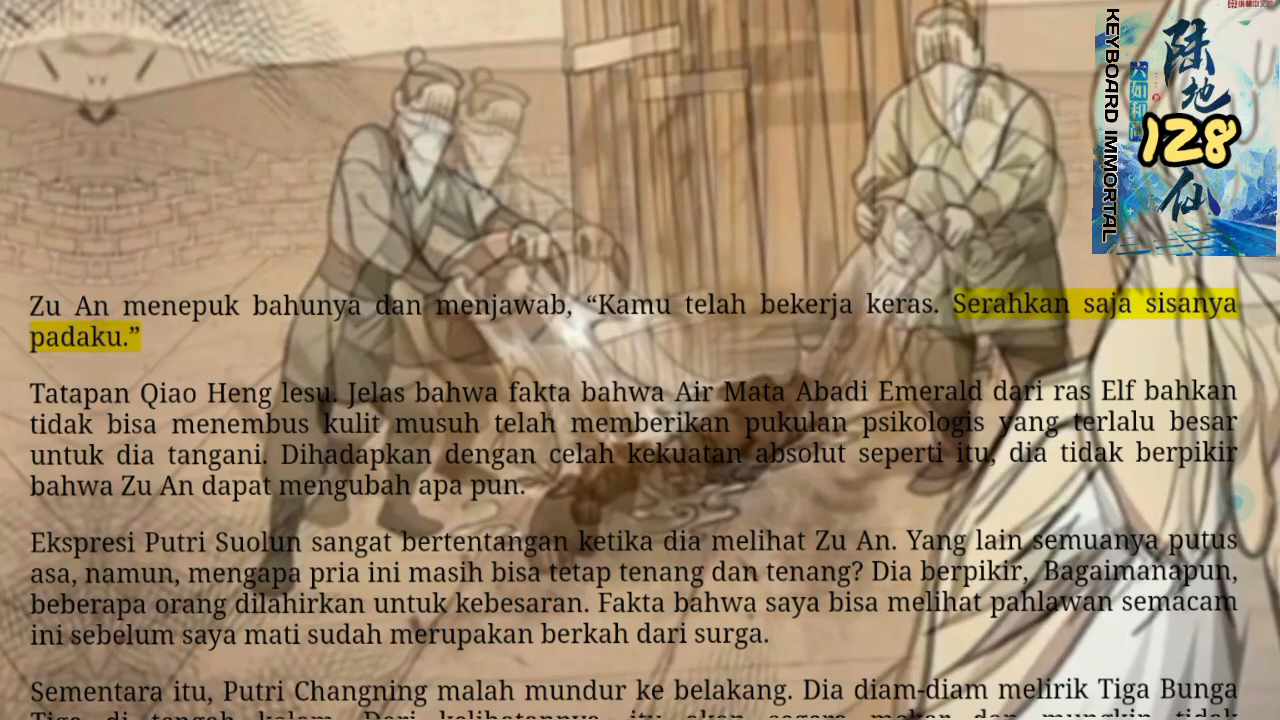 KEYBOARD IMMORTAL
陆地
仙
128
Zu An menepuk bahunya dan menjawab, “Kamu telah bekerja keras. Serahkan saja sisanya
padaku.”
Tatapan Qiao Heng lesu. Jelas bahwa fakta bahwa Air Mata Abadi Emerald dari ras Elf bahkan
tidak bisa menembus kulit musuh telah memberikan pukulan psikologis yang terlalu besar
untuk dia tangani. Dihadapkan dengan celah kekuatan absolut seperti itu, dia tidak berpikir
bahwa Zu An dapat mengubah apa pun.
Ekspresi Putri Suolun sangat bertentangan ketika dia melihat Zu An. Yang lain semuanya putus
asa, namun, mengapa pria ini masih bisa tetap tenang dan tenang? Dia berpikir, Bagaimanapun,
beberapa orang dilahirkan untuk kebesaran. Fakta bahwa saya bisa melihat pahlawan semacam
ini sebelum saya mati sudah merupakan berkah dari surga.
Sementara itu, Putri Changning malah mundur ke belakang. Dia diam-diam melirik Tiga Bunga